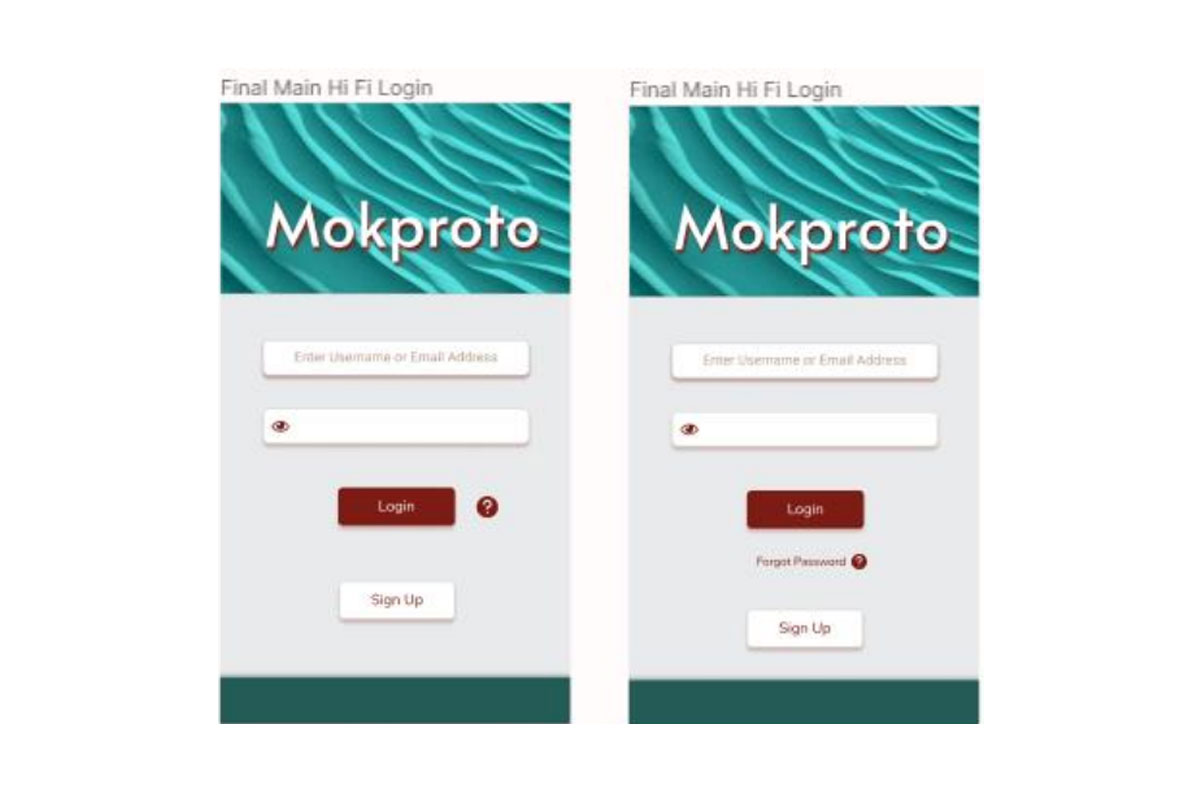 Final Main Hi Fi Login
Mokproto
Enter Username or Email Address
Login
?
Sign Up
Final Main Hi Fi Login
Mokproto
Enter Username or Email Address
Login
Forgot Password ?
Sign Up